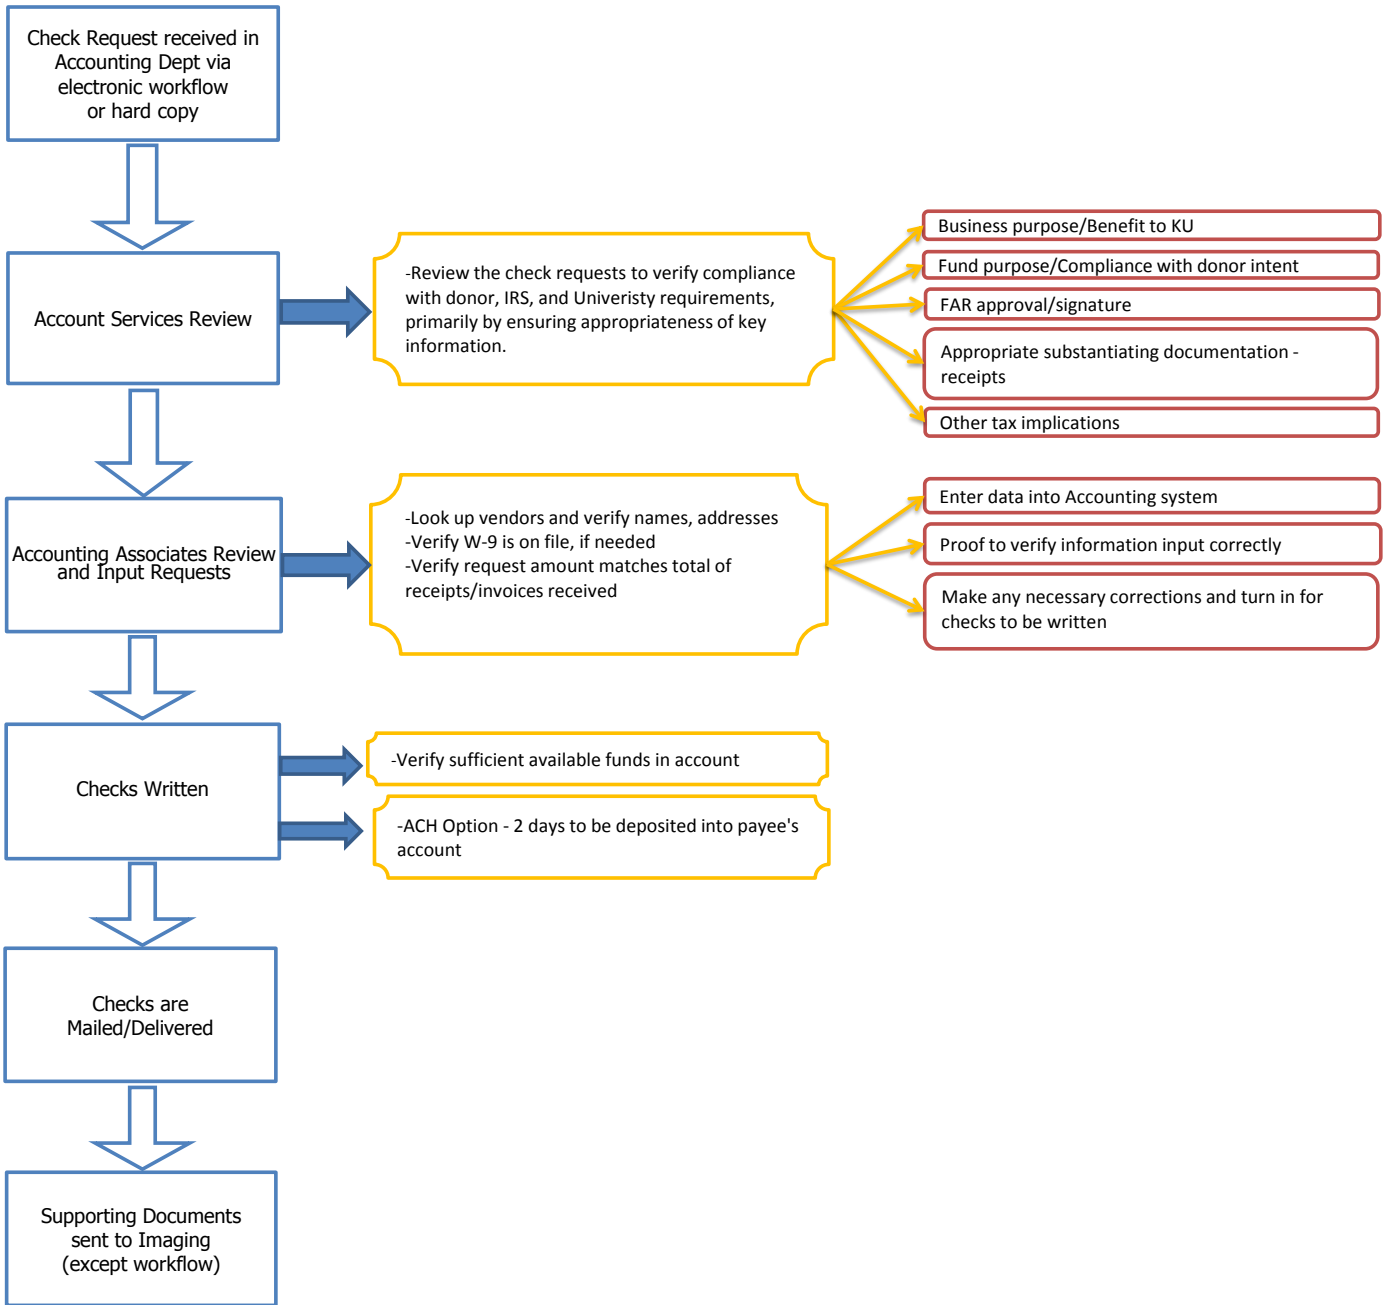 Check Request received in
Accounting Dept via
electronic workflow
or hard copy
Account Services Review
-Review the check requests to verify compliance
with donor, IRS, and Univeristy requirements,
primarily by ensuring appropriateness of key
information.
Business purpose/Benefit to KU
Fund purpose/Compliance with donor intent
FAR approval/signature
Appropriate substantiating documentation -
receipts
Other tax implications
Accounting Associates Review
and Input Requests
-Look up vendors and verify names, addresses
-Verify W-9 is on file, if needed
-Verify request amount matches total of
receipts/invoices received
Enter data into Accounting system
Proof to verify information input correctly
Make any necessary corrections and turn in for
checks to be written
Checks Written
-Verify sufficient available funds in account
-ACH Option - 2 days to be deposited into payee's
account
Checks are
Mailed/Delivered
Supporting Documents
sent to Imaging
(except workflow)